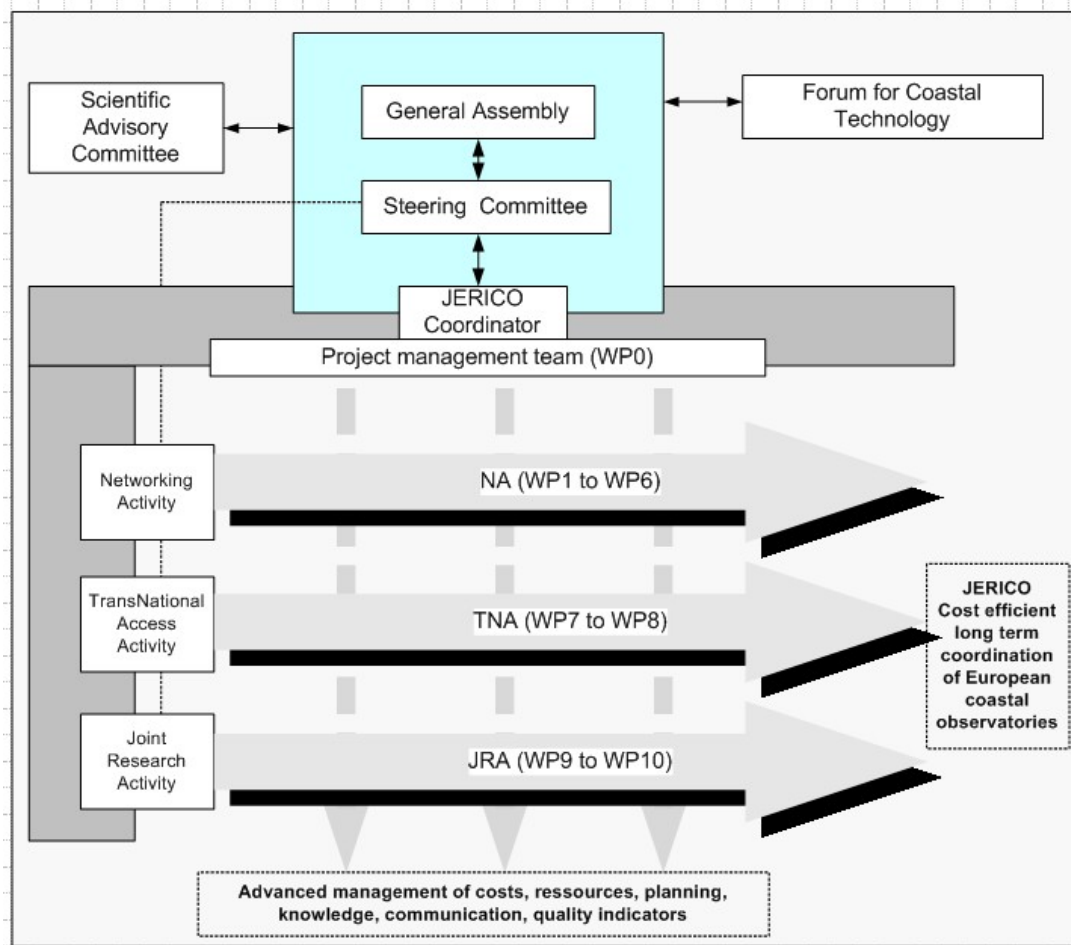 Scientific
Advisory
Committee
General Assembly
Forum for Coastal
Technology
Steering Committee
JERICO
Coordinator
Project management team (WP0)
Networking
Activity
NA (WP1 to WP6)
TransNational
Access
Activity
TNA (WP7 to WP8)
JERICO
Cost efficient
long term
coordination
of European
coastal
observatories
Joint
Research
Activity
JRA (WP9 to WP10)
Advanced management of costs, ressources, planning,
knowledge, communication, quality indicators